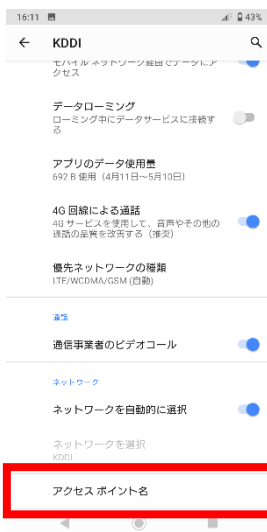 16:11
43%
KDDI
モバイル ネットワーク経由でデータにア
クセス
データローミング
ローミング中にデータサービスに接続す
る
アプリのデータ使用量
692 B 使用（4月11日～5月10日）
4G 回線による通話
4G サービスを使用して、音声やその他の
通話の品質を改善する（推奨）
優先ネットワークの種類
LTE/WCDMA/GSM (自動)
通話
通信事業者のビデオコール
ネットワーク
ネットワークを自動的に選択
ネットワークを選択
KDDI
アクセス ポイント名